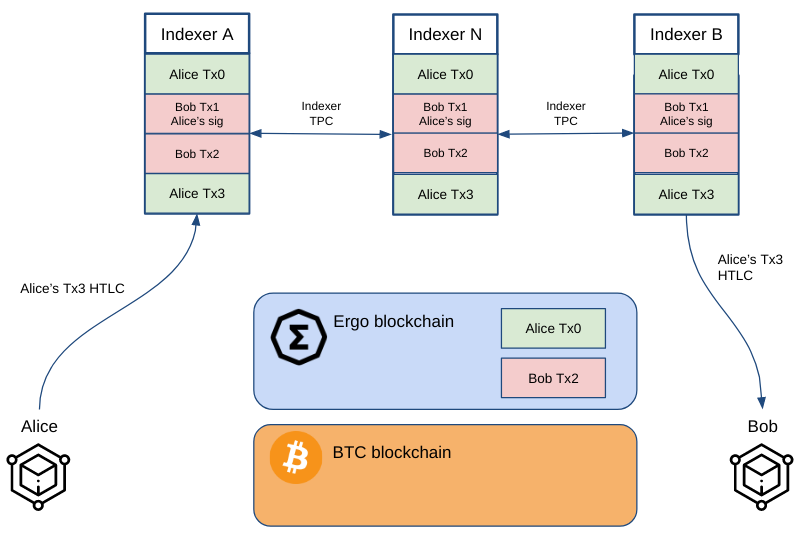 Indexer A
Indexer N
Indexer B
Alice Tx0
Bob Tx1
Alice's sig
Bob Tx2
Alice Tx3
Alice Tx0
Bob Tx1
Alice's sig
Bob Tx2
Alice Tx3
Alice Tx0
Bob Tx1
Alice's sig
Bob Tx2
Alice Tx3
Indexer
TPC
Indexer
TPC
Alice's Tx3 HTLC
Alice's Tx3
HTLC
Ergo blockchain
Alice Tx0
Bob Tx2
BTC blockchain
Alice
Bob